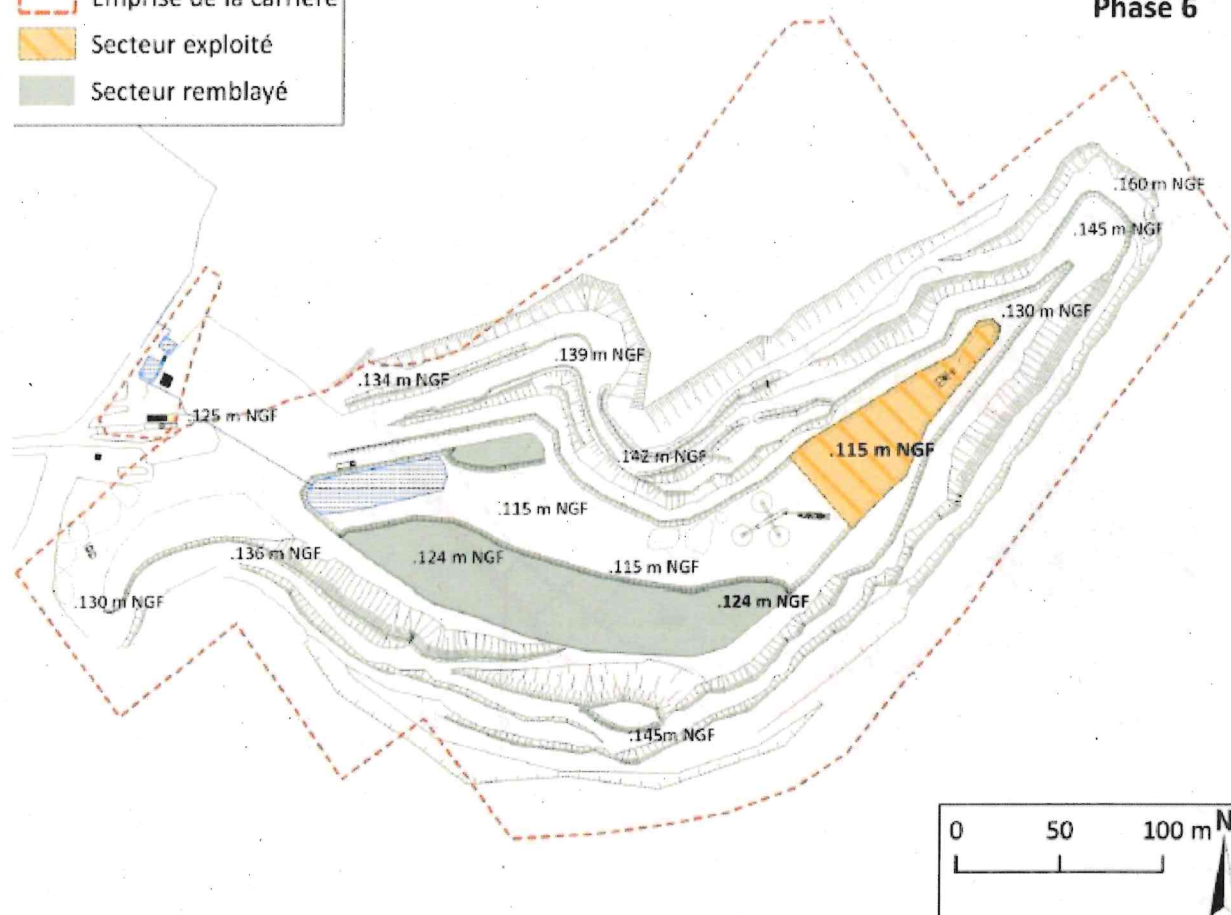 Emprise de la carrière
Phase 6
Secteur exploité
Secteur remblayé
.160 m NGF
.145 m NGF
.130 m NGF
.139 m NGF
.134 m NGF
.125 m NGF
.142 m NGF
.115 m NGF
.115 m NGF
.136 m NGF
.124 m NGF
.115 m NGF
.130 m NGF
.124 m NGF
.145m NGF
0 50 100 m N